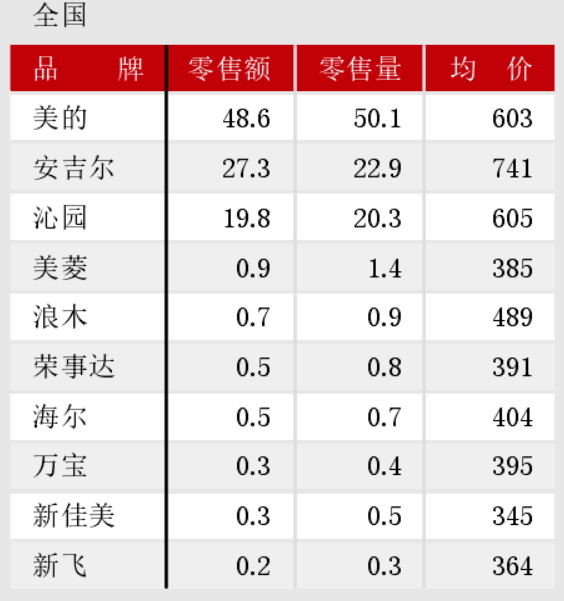 全国
品 牌 零售额 零售量 均 价
美的 48.6 50.1 603
安吉尔 27.3 22.9 741
沁园 19.8 20.3 605
美菱 0.9 1.4 385
浪木 0.7 0.9 489
荣事达 0.5 0.8 391
海尔 0.5 0.7 404
万宝 0.3 0.4 395
新佳美 0.3 0.5 345
新飞 0.2 0.3 364